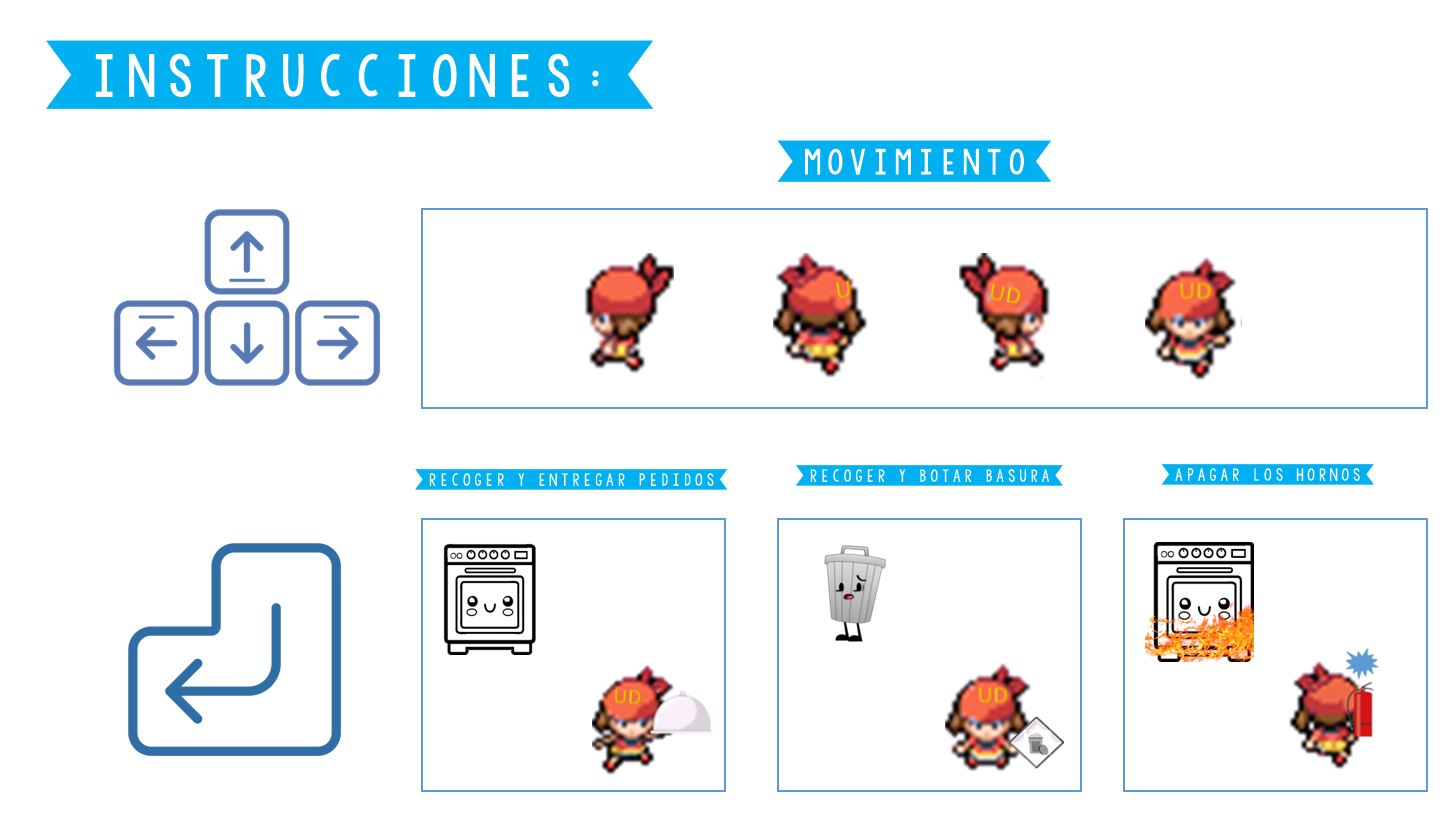 INSTRUCCIONES:
MOVIMIENTO
U
UD
UD
RECOGER Y ENTREGAR PEDIDOS
RECOGER Y BOTAR BASURA
APAGAR LOS HORNOS
UD
UD